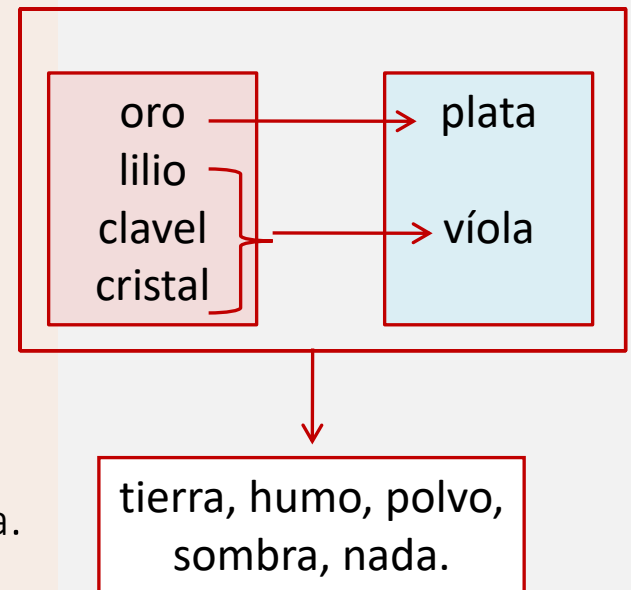 oro
plata
lilio
clavel
víola
cristal
tierra, humo, polvo,
sombra, nada.
a.